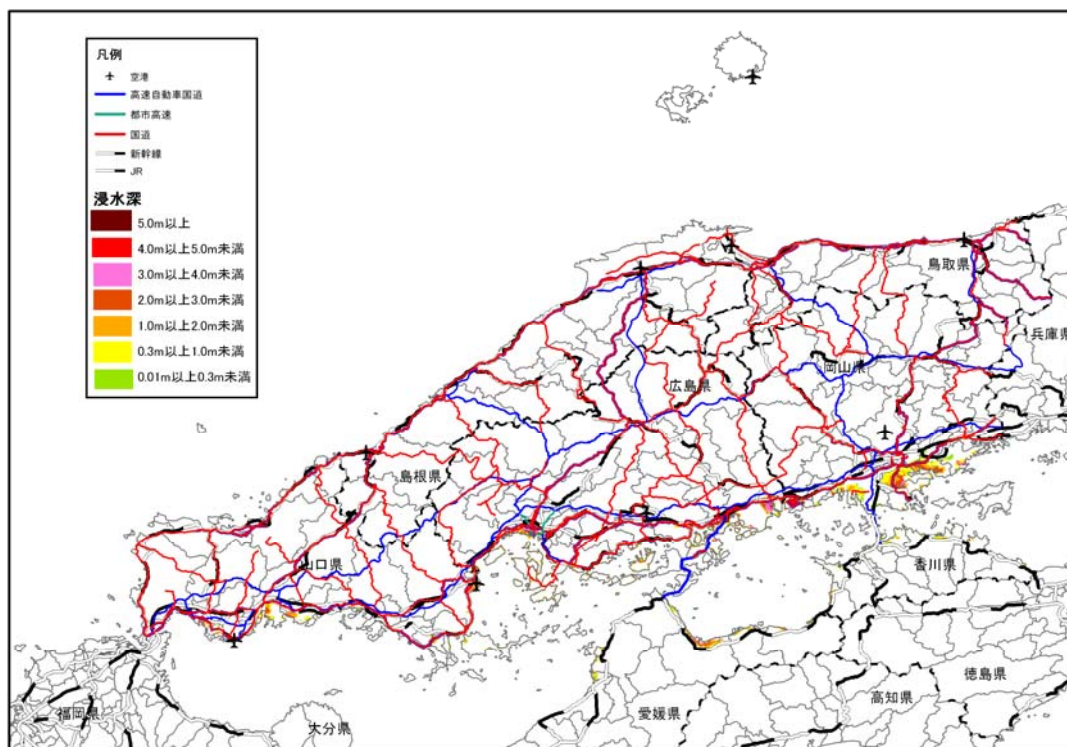 凡例
空港
高速自動車国道
都市高速
国道
新幹線
JR
浸水深
5.0m以上
4.0m以上5.0m未満
3.0m以上4.0m未満
2.0m以上3.0m未満
1.0m以上2.0m未満
0.3m以上1.0m未満
0.01m以上0.3m未満
鳥取県
兵庫県
岡山県
広島県
島根県
山口県
香川県
徳島県
高知県
愛媛県
大分県
福岡県